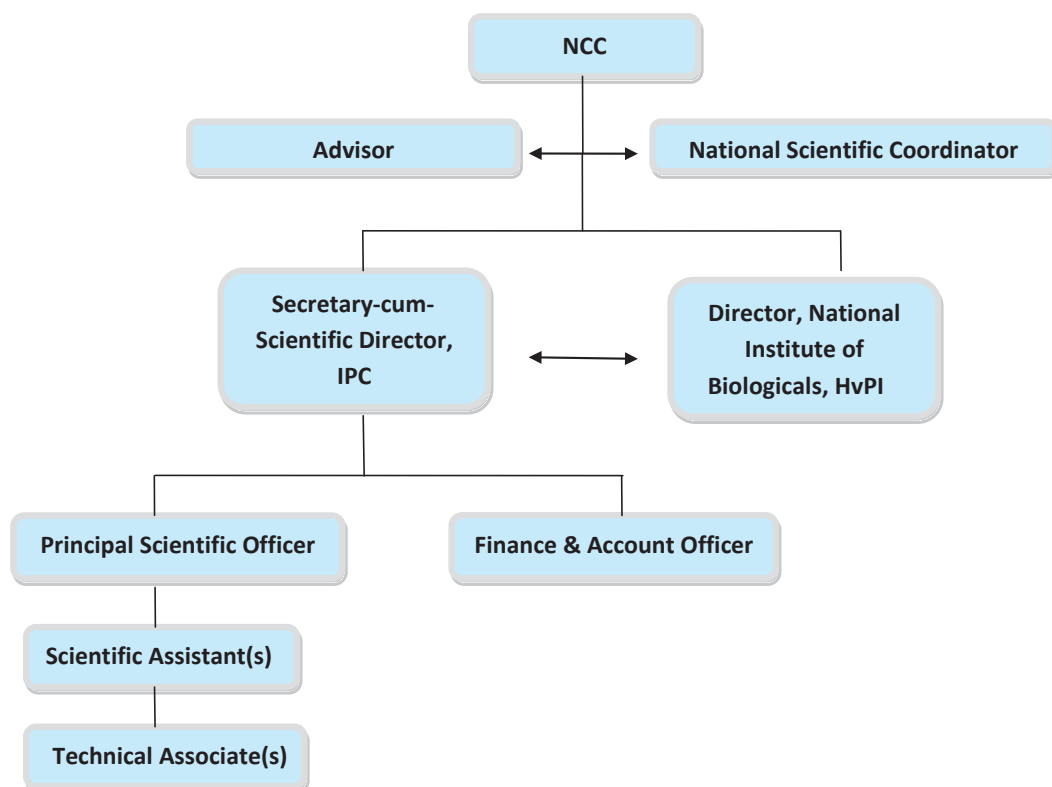 NCC
Advisor
National Scientific Coordinator
Secretary-cum-
Scientific Director,
IPC
Director, National
Institute of
Biologicals, HvPI
Principal Scientific Officer
Finance & Account Officer
Scientific Assistant(s)
Technical Associate(s)